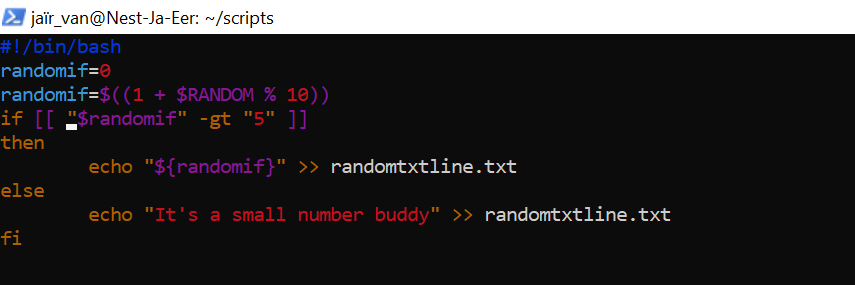 jaïr_van@Nest-Ja-Eer: ~/scripts
#!/bin/bash
randomif=0
randomif=$((1 + $RANDOM % 10))
if [[ "$randomif" -gt "5" ]]
then
        echo "${randomif}" >> randomtxtline.txt
else
        echo "It's a small number buddy" >> randomtxtline.txt
fi